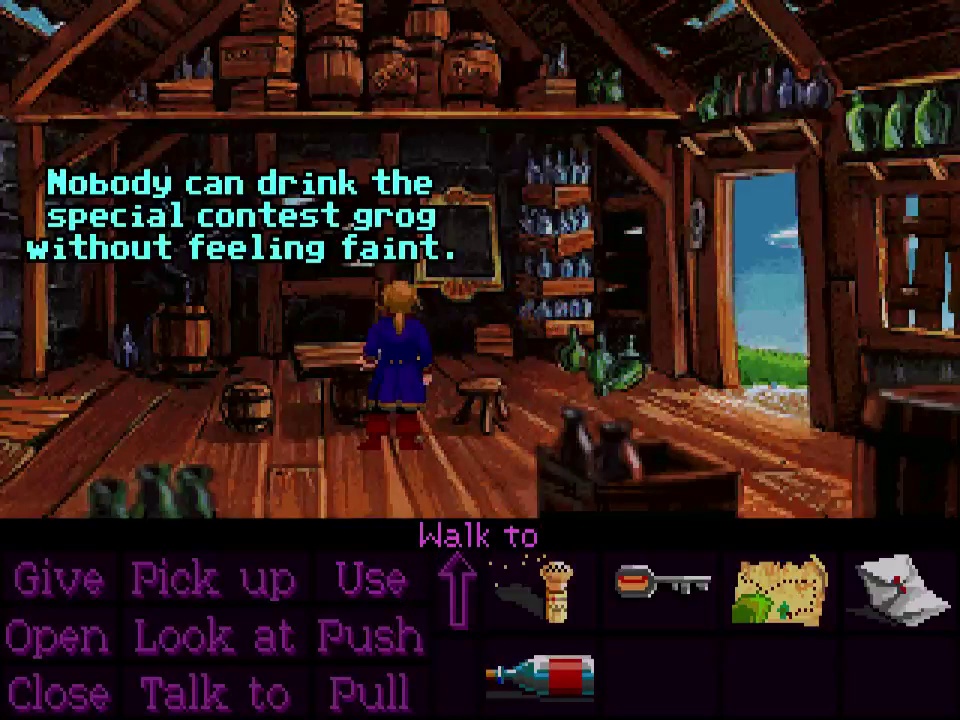 Nobody can drink the
special contest grog
without feeling faint.
Walk to
Give Pick up Use
Open Look at Push
Close Talk to Pull